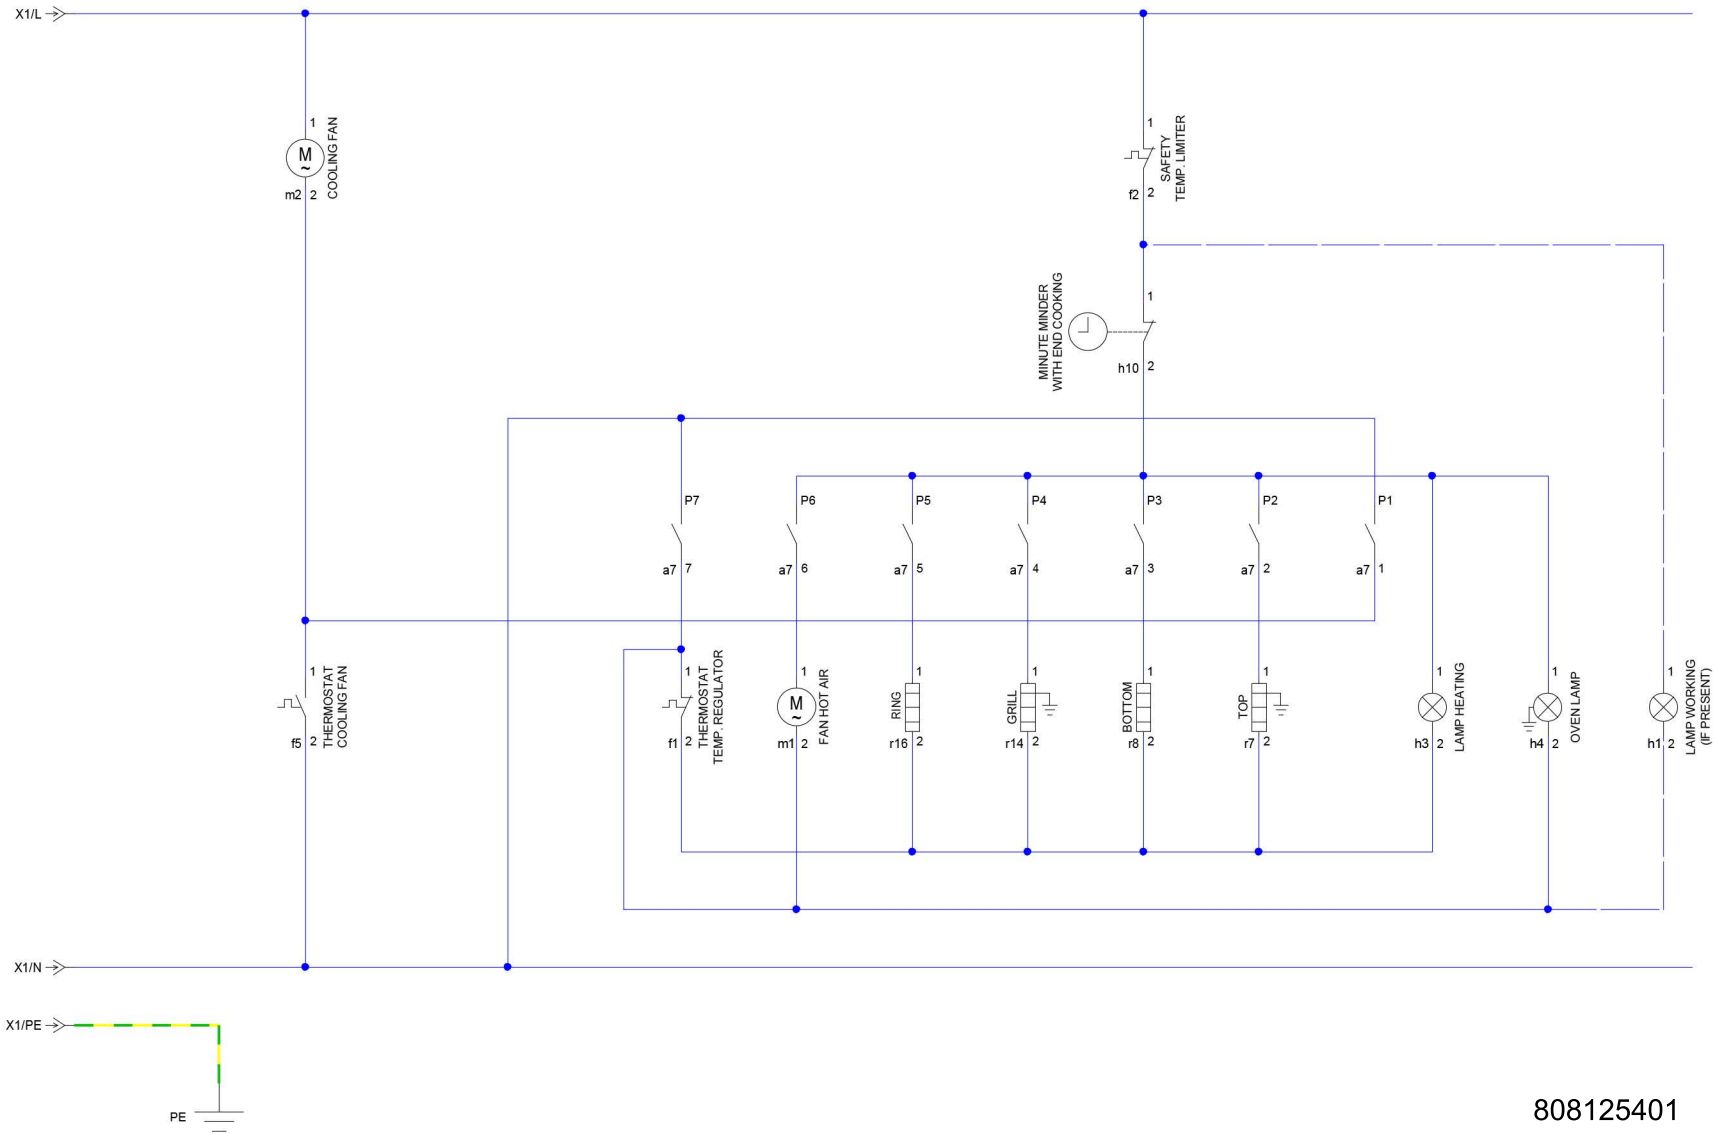 X1/L
1
COOLING FAN
M
~
m2 2
1
SAFETY
TEMP. LIMITER
f2 2
MINUTE MINDER
WITH END COOKING
1
h10 2
P7
P6
P5
P4
P3
P2
P1
a7 7
a7 6
a7 5
a7 4
a7 3
a7 2
a7 1
1
THERMOSTAT
COOLING FAN
f5 2
1
THERMOSTAT
TEMP. REGULATOR
f1 2
1
M
~
FAN HOT AIR
m1 2
1
RING
r16 2
1
GRILL
r14 2
1
BOTTOM
r8 2
1
TOP
r7 2
1
LAMP HEATING
h3 2
1
OVEN LAMP
h4 2
1
LAMP WORKING
(IF PRESENT)
h1 2
X1/N
X1/PE
PE
808125401